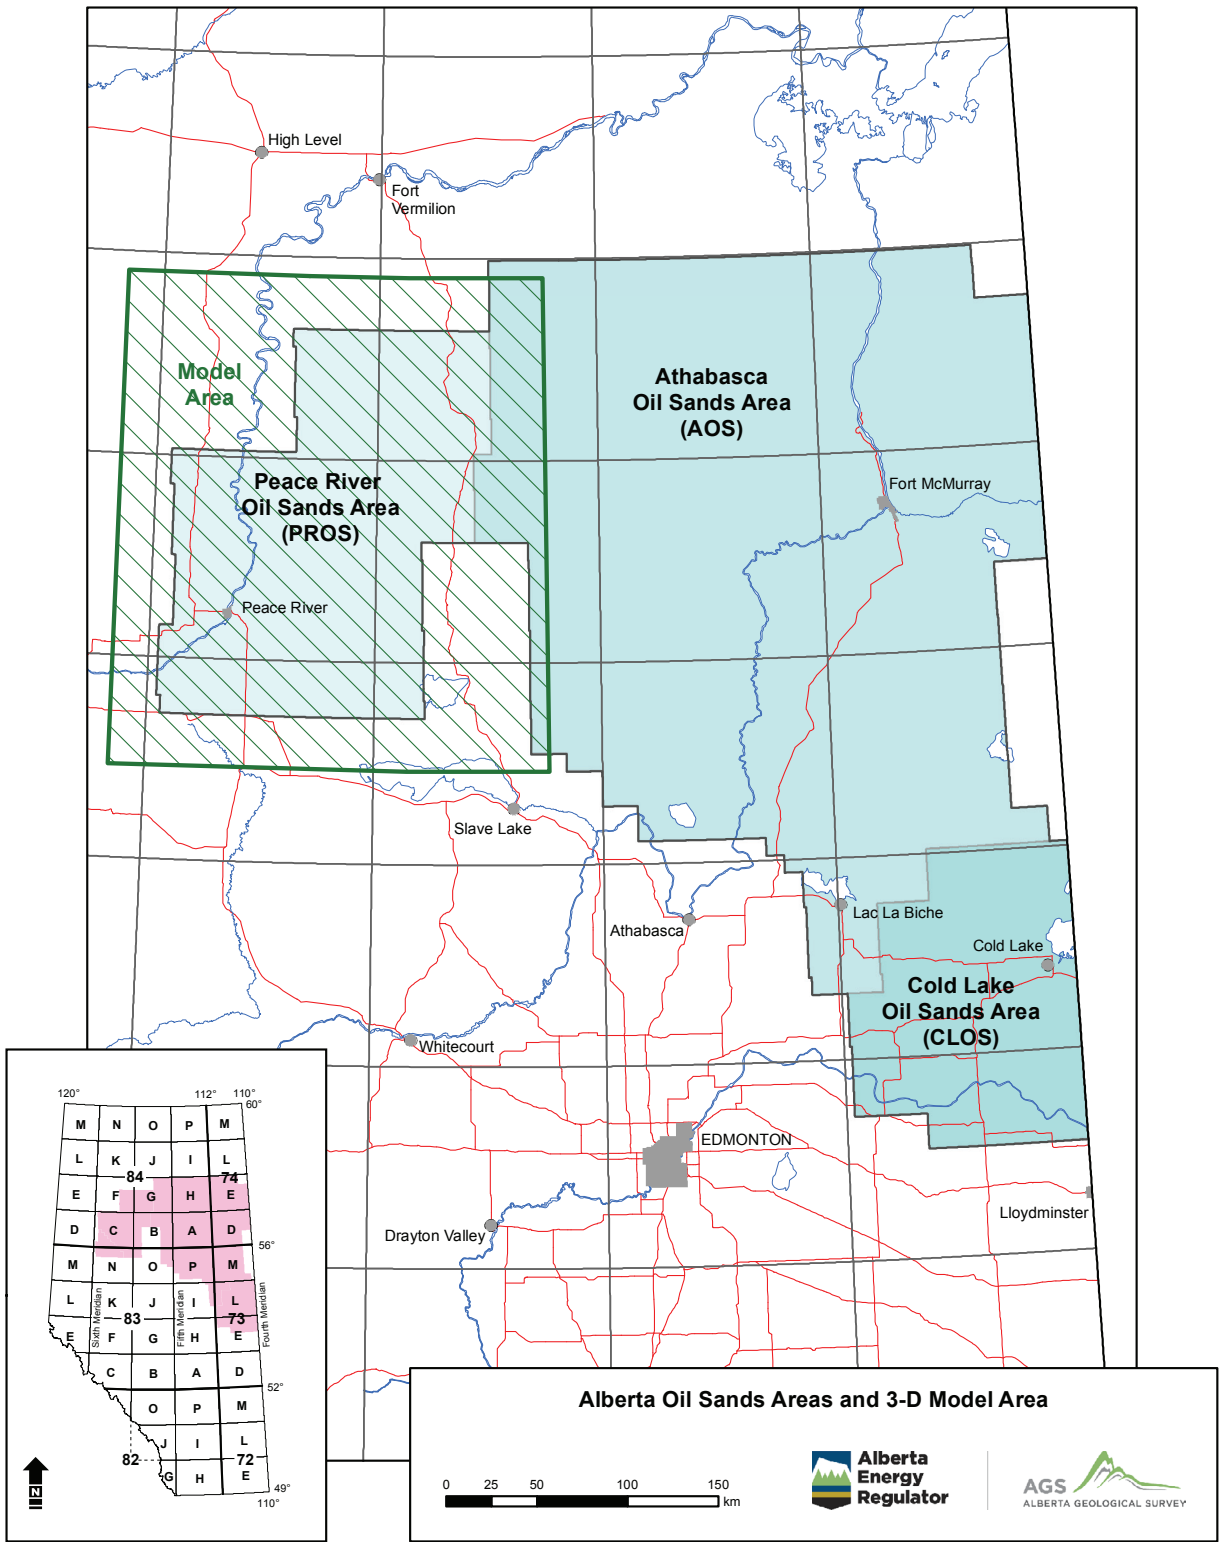 High Level
Fort
Vermilion
Model
Area
Athabasca
Oil Sands Area
(AOS)
Peace River
Oil Sands Area
(PROS)
Fort McMurray
Peace River
Slave Lake
Athabasca
Lac La Biche
Cold Lake
Cold Lake
Oil Sands Area
(CLOS)
Whitecourt
EDMONTON
Lloydminster
Drayton Valley
120°
112°
110°
60°
M N O P M
L K J I L
84 74
E F G H E
D C B A D
56°
M N O P M
L K J I L
Sixth Meridian
Fifth Meridian
Fourth Meridian
83 73
E F G H E
C B A D
52°
O P M
J I L
82 72
G H E
49°
110°
N
Alberta Oil Sands Areas and 3-D Model Area
0 25 50 100 150
km
Alberta
Energy
Regulator
AGS
ALBERTA GEOLOGICAL SURVEY